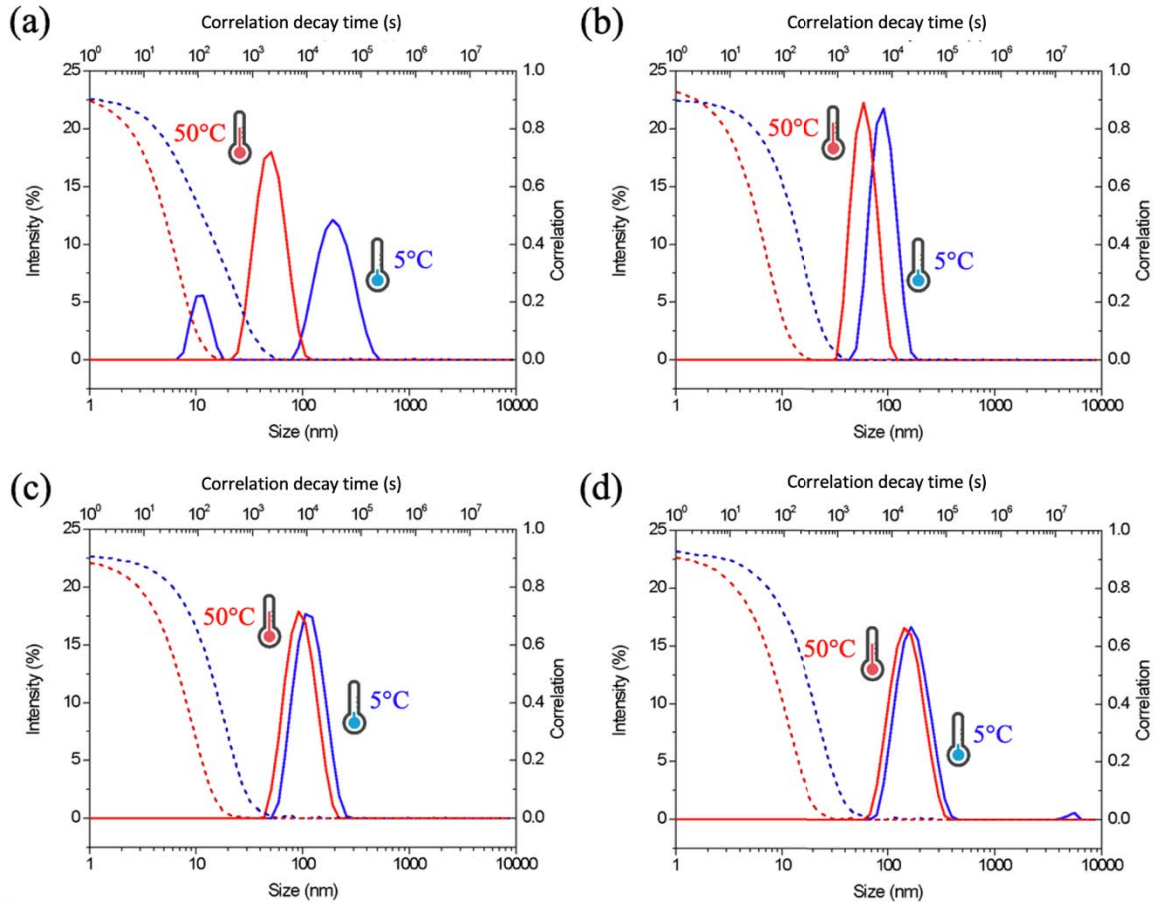 (a)
Correlation decay time (s)
10⁰ 10¹ 10² 10³ 10⁴ 10⁵ 10⁶ 10⁷
25 20 15 10 5 0
Intensity (%)
50°C
5°C
1.0 0.8 0.6 0.4 0.2 0.0
Correlation
1 10 100 1000 10000
Size (nm)
(b)
Correlation decay time (s)
10⁰ 10¹ 10² 10³ 10⁴ 10⁵ 10⁶ 10⁷
25 20 15 10 5 0
Intensity (%)
50°C
5°C
1.0 0.8 0.6 0.4 0.2 0.0
Correlation
1 10 100 1000 10000
Size (nm)
(c)
Correlation decay time (s)
10⁰ 10¹ 10² 10³ 10⁴ 10⁵ 10⁶ 10⁷
25 20 15 10 5 0
Intensity (%)
50°C
5°C
1.0 0.8 0.6 0.4 0.2 0.0
Correlation
1 10 100 1000 10000
Size (nm)
(d)
Correlation decay time (s)
10⁰ 10¹ 10² 10³ 10⁴ 10⁵ 10⁶ 10⁷
25 20 15 10 5 0
Intensity (%)
50°C
5°C
1.0 0.8 0.6 0.4 0.2 0.0
Correlation
1 10 100 1000 10000
Size (nm)